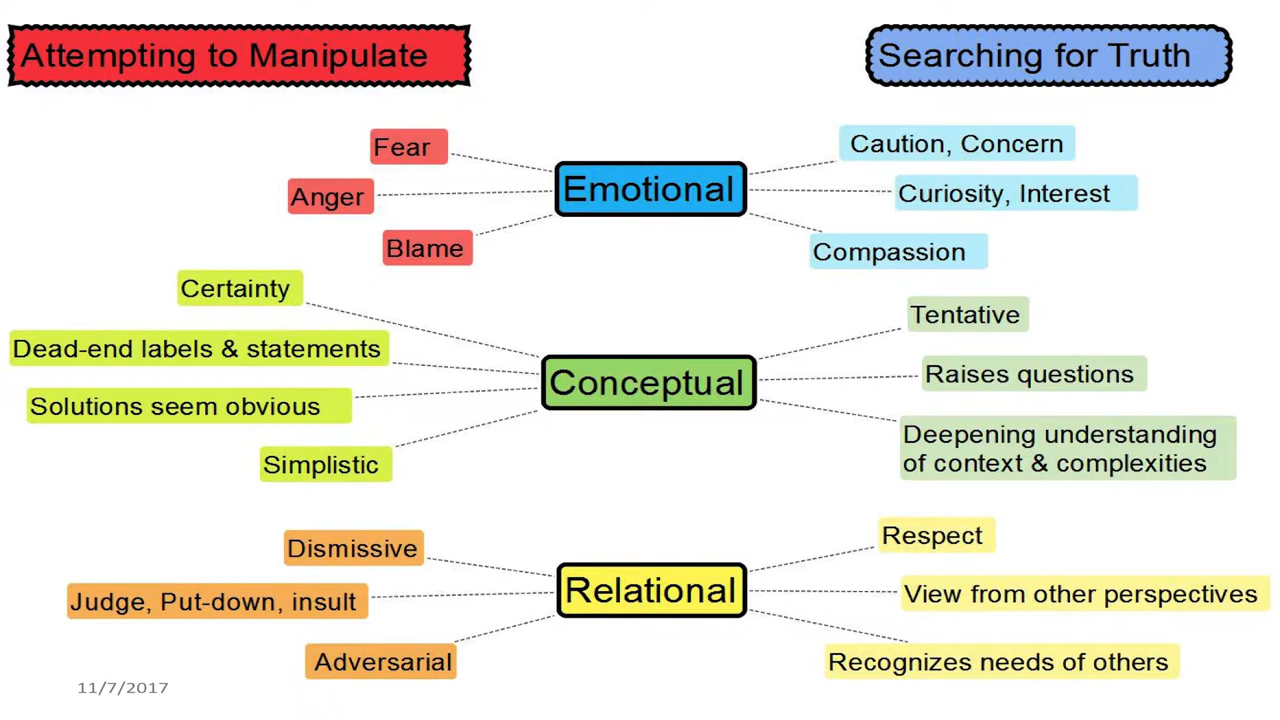 Attempting to Manipulate
Searching for Truth
Fear
Anger
Blame
Emotional
Caution, Concern
Curiosity, Interest
Compassion
Certainty
Dead-end labels & statements
Solutions seem obvious
Simplistic
Conceptual
Tentative
Raises questions
Deepening understanding
of context & complexities
Dismissive
Judge, Put-down, insult
Adversarial
Relational
Respect
View from other perspectives
Recognizes needs of others
11/7/2017